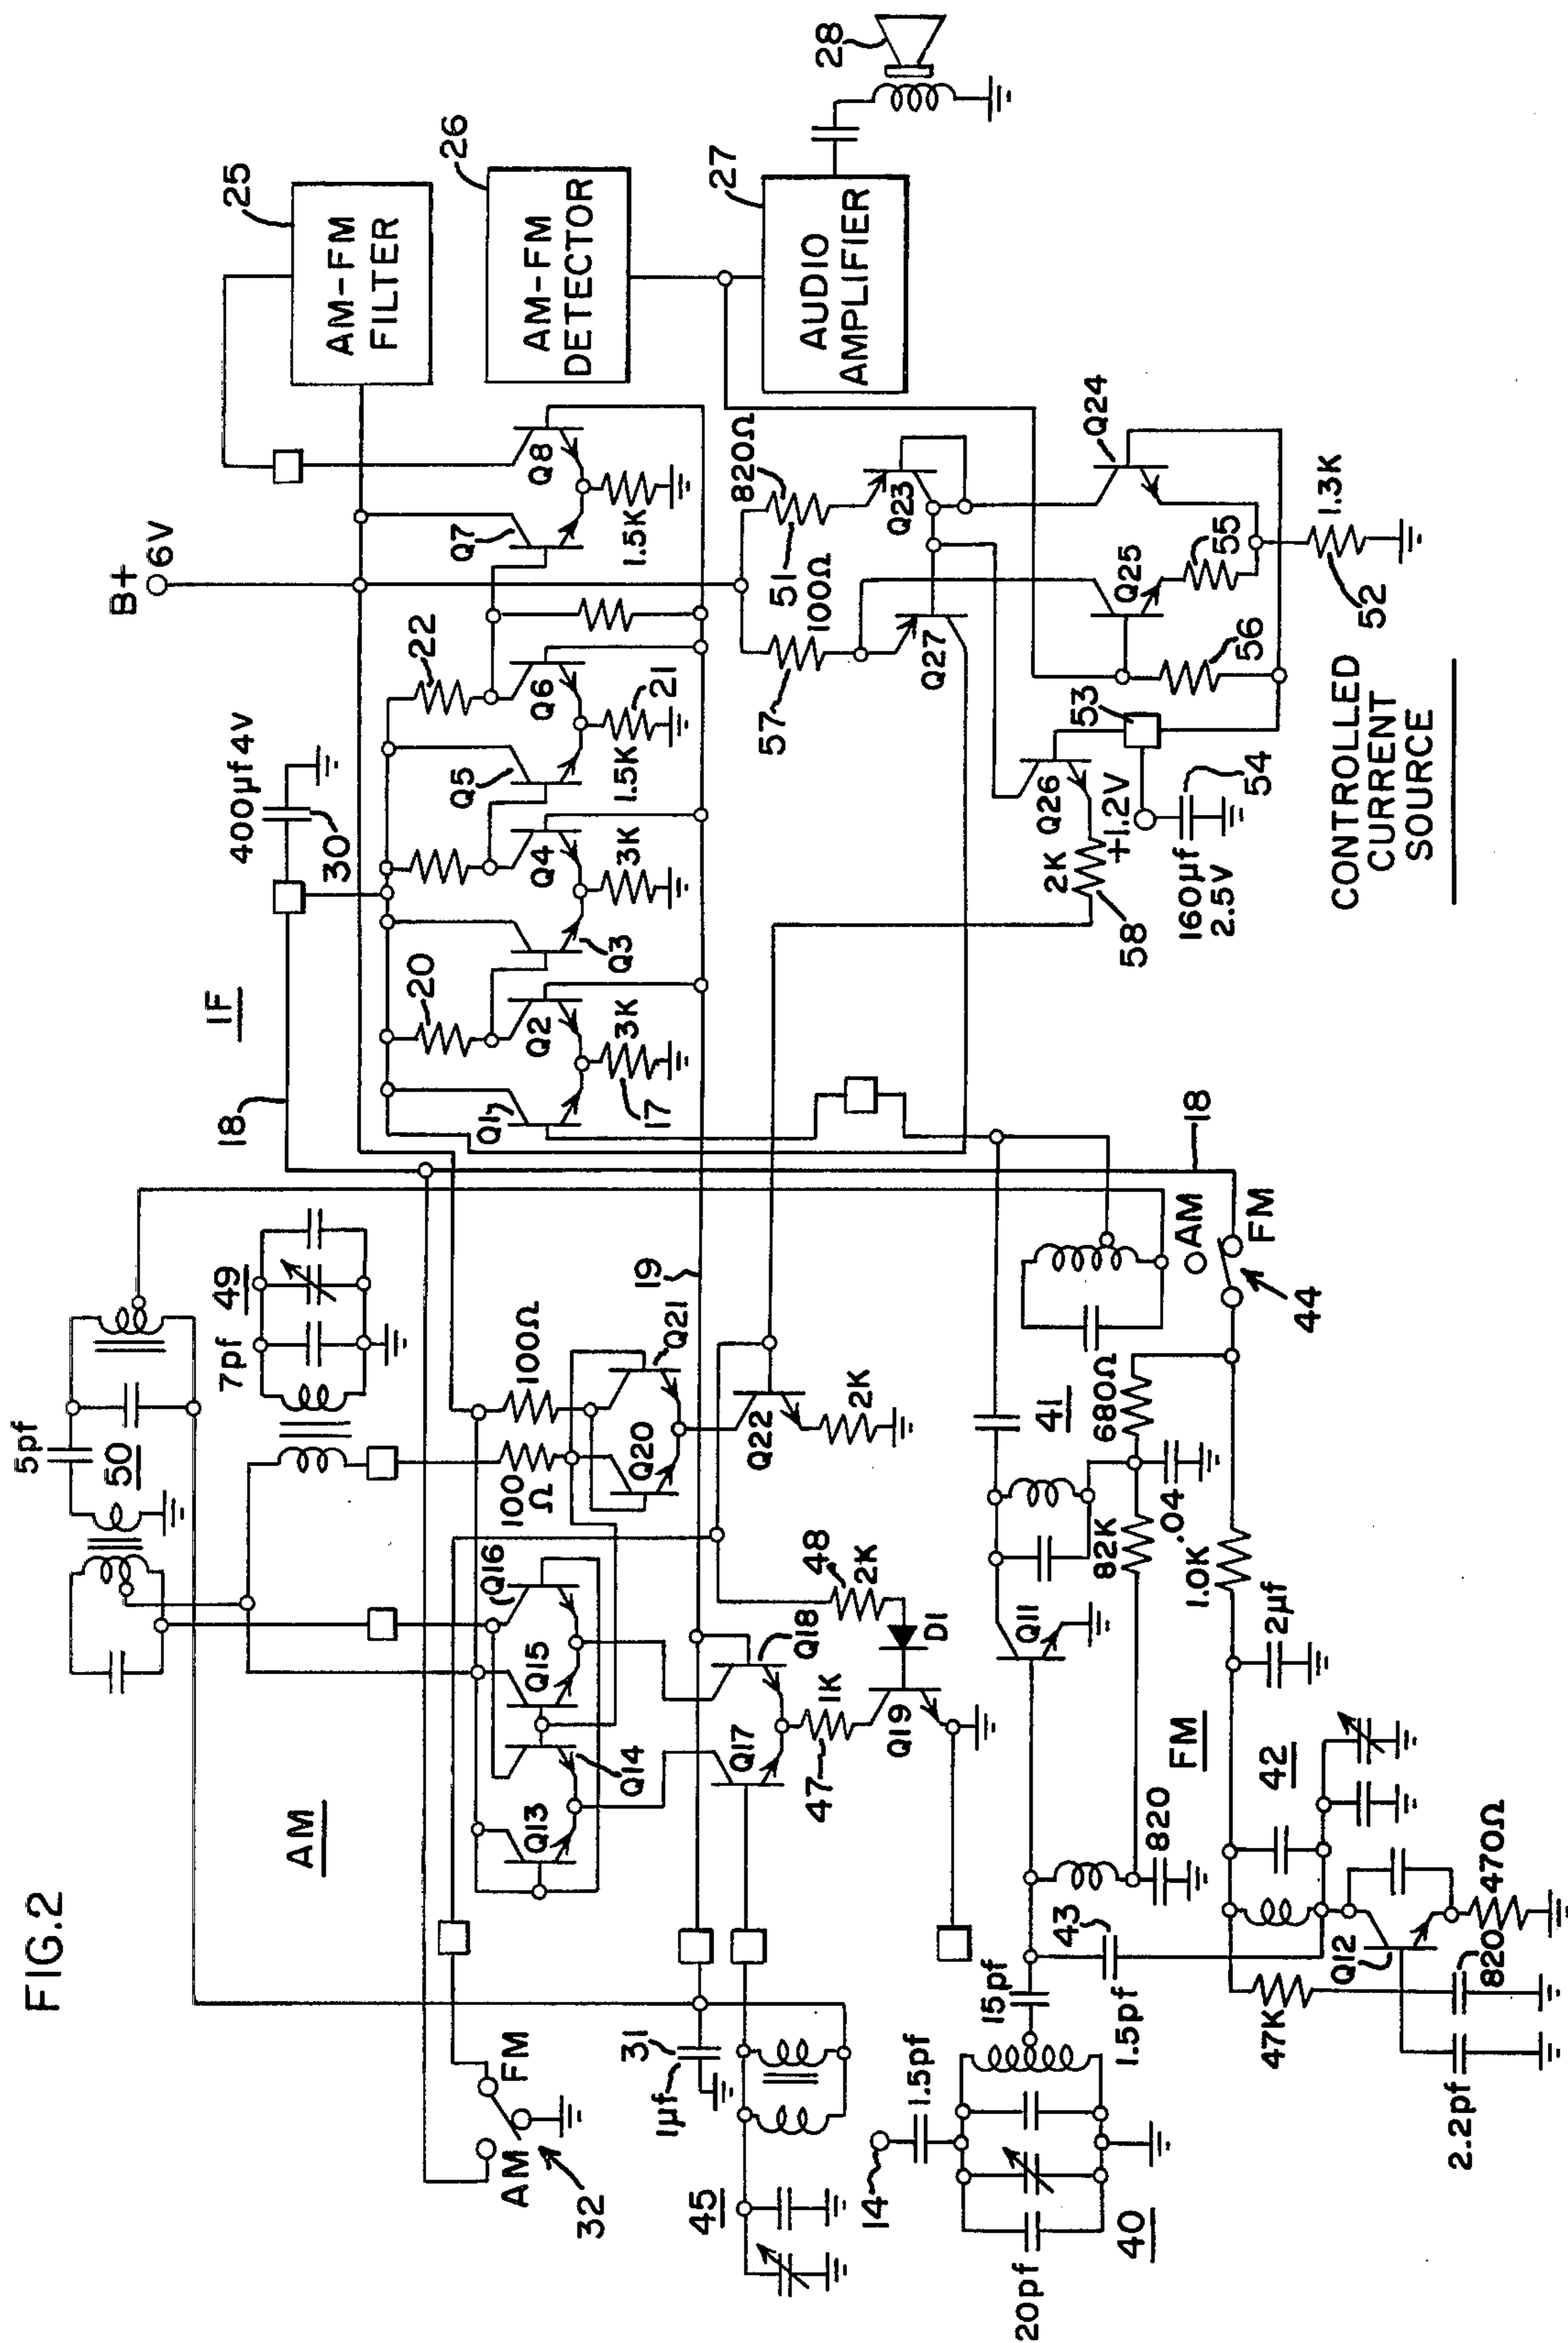 FIG.2
AM
5pf
50
7pf
49
18
IF
400µf 4V
30
B+
6V
25
AM-FM
FILTER
26
AM-FM
DETECTOR
27
AUDIO
AMPLIFIER
28
20
22
Q1
Q2
Q3
Q4
Q5
Q6
Q7
Q8
17
3K
3K
1.5K
21
1.5K
AM
FM
32
31
1µf
45
Q13
Q14
Q15
Q16
100
Ω
100Ω
Q20
Q21
Q22
2K
19
Q17
Q18
47
1K
48
2K
D1
Q19
57
100Ω
51
820Ω
Q27
Q23
Q26
Q25
Q24
53
2K
58
+1.2V
160µf
2.5V
54
56
55
52
1.3K
CONTROLLED
CURRENT
SOURCE
14
1.5pf
20pf
40
15pf
43
1.5pf
820
FM
Q11
41
82K
680Ω
.04
1.0K
2µf
42
44
AM
FM
18
47K
2.2pf
820
Q12
470Ω